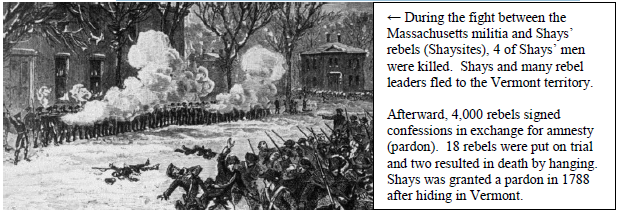 ← During the fight between the
Massachusetts militia and Shays'
rebels (Shaysites), 4 of Shays' men
were killed.  Shays and many rebel
leaders fled to the Vermont territory.

Afterward, 4,000 rebels signed
confessions in exchange for amnesty
(pardon).  18 rebels were put on trial
and two resulted in death by hanging.
Shays was granted a pardon in 1788
after hiding in Vermont.